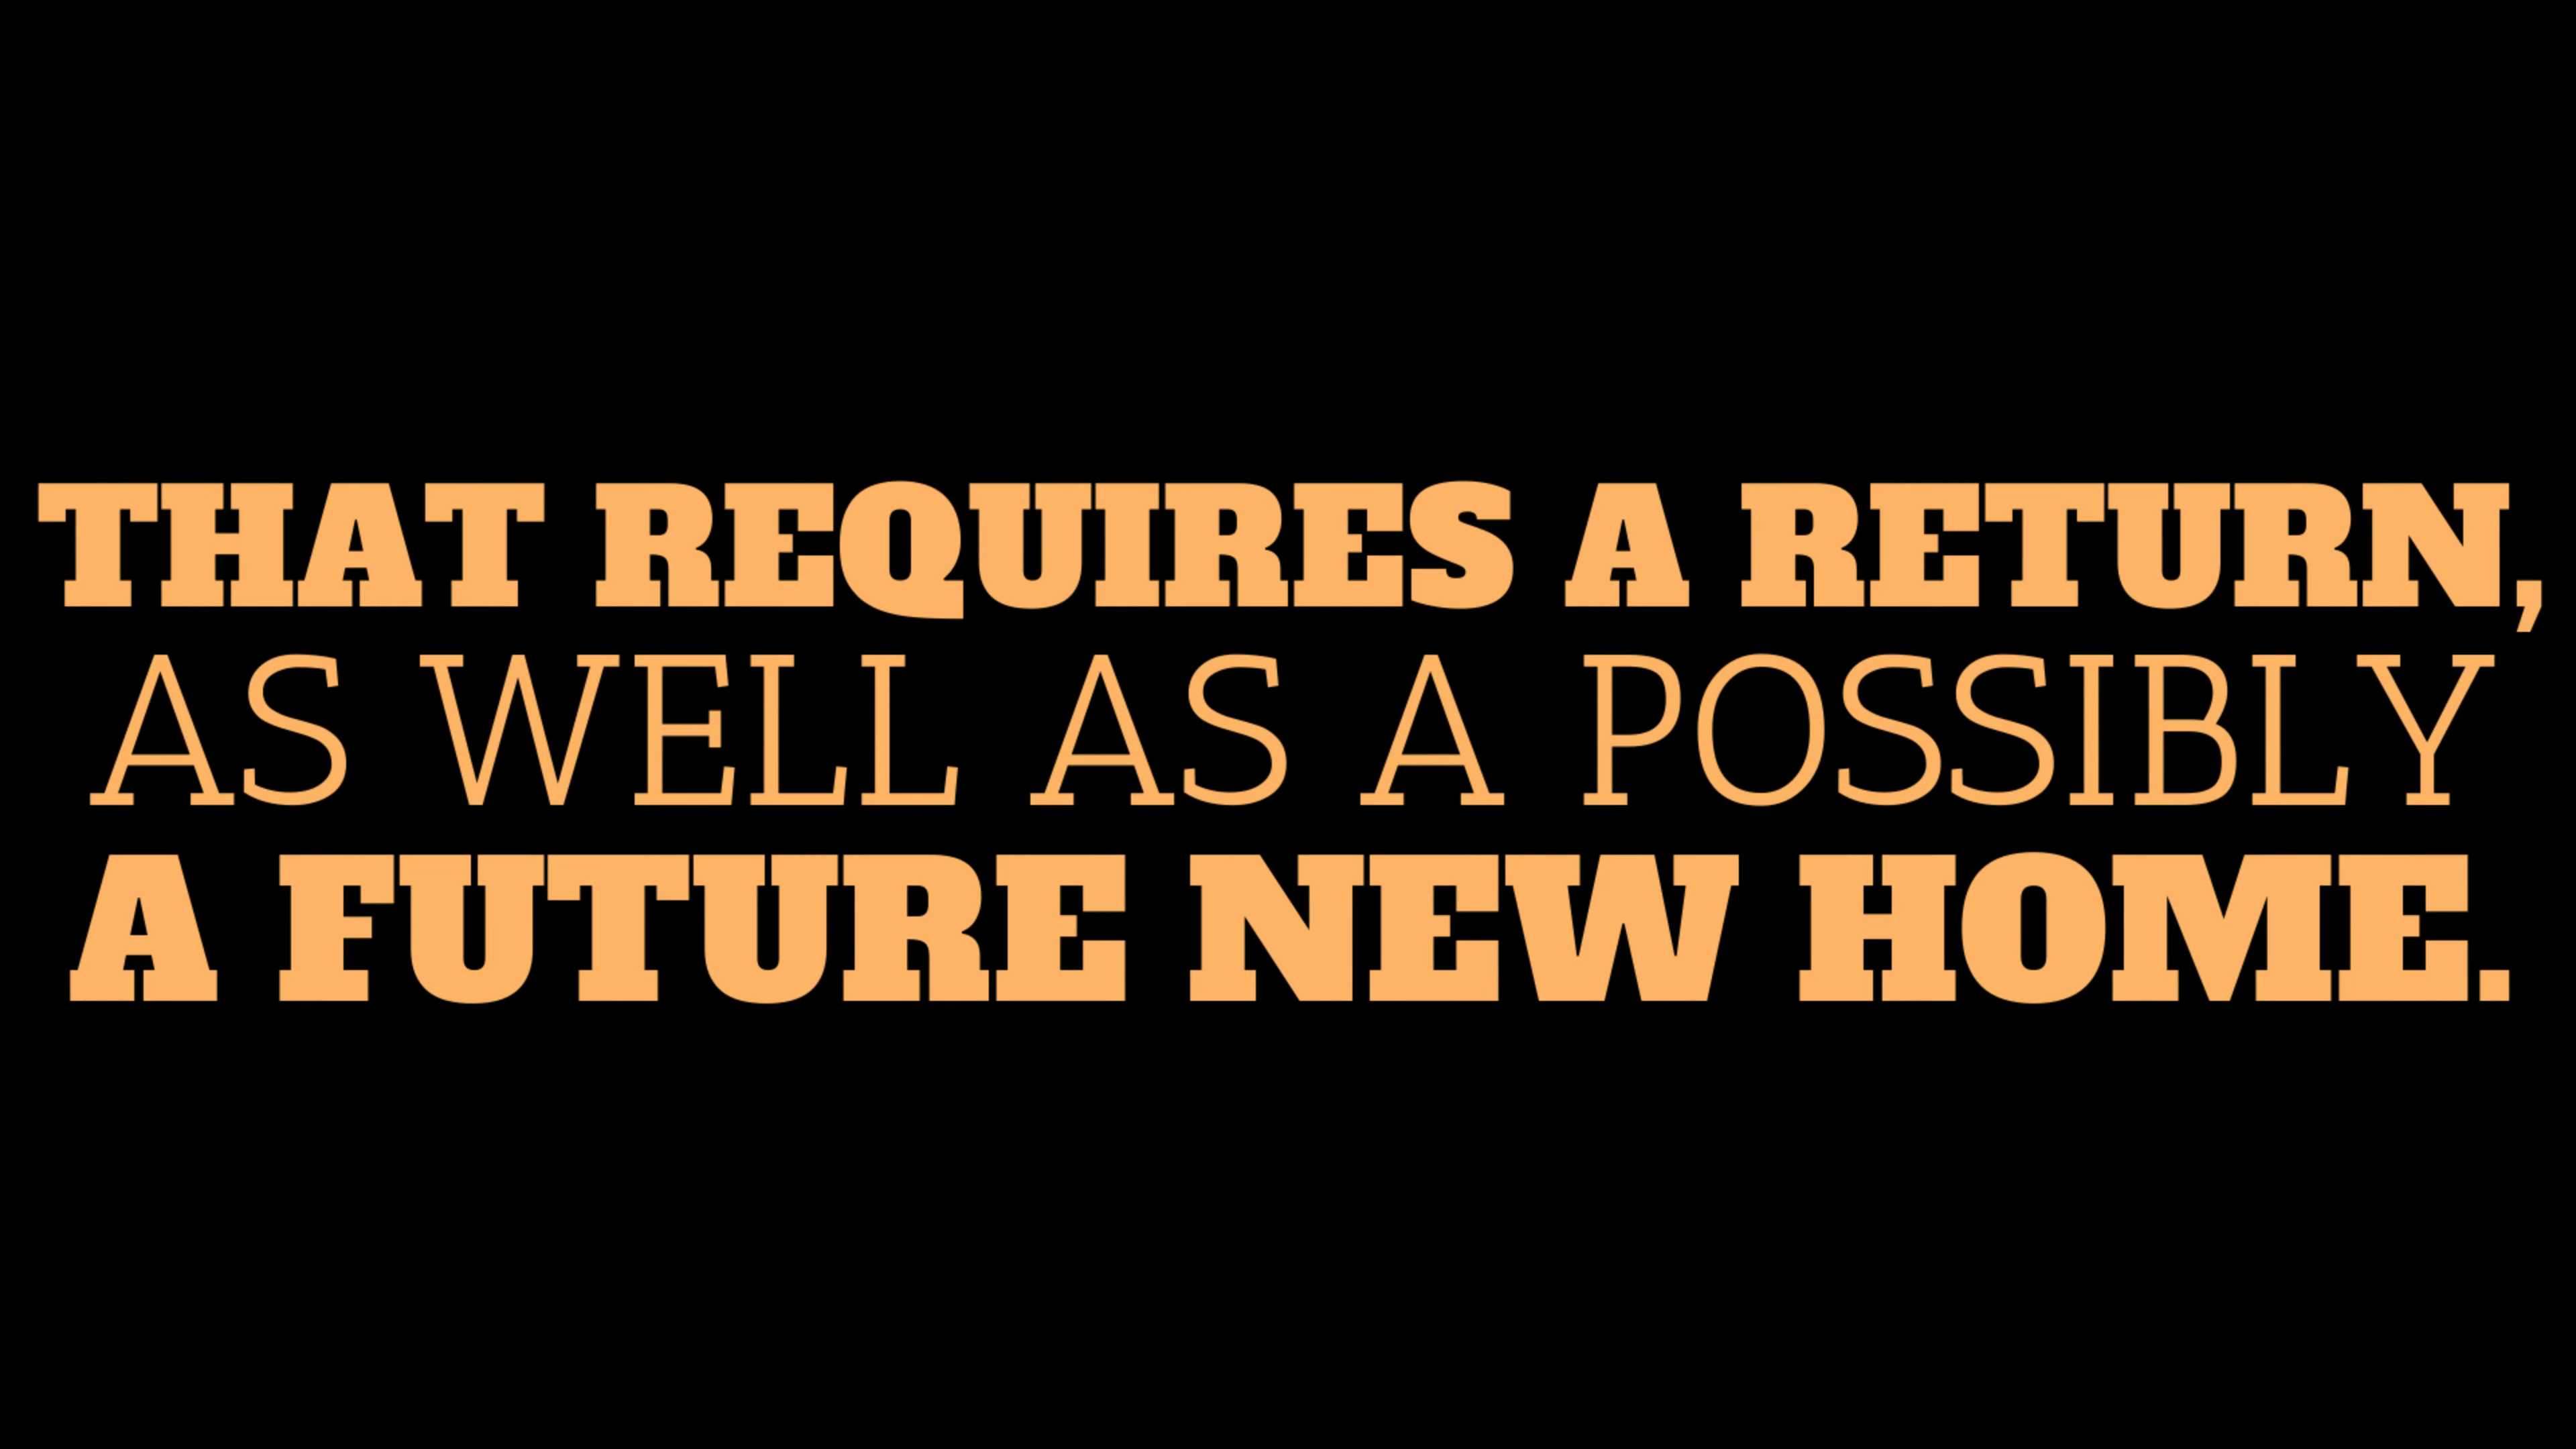 THAT REQUIRES A RETURN,
AS WELL AS A POSSIBLY
A FUTURE NEW HOME.